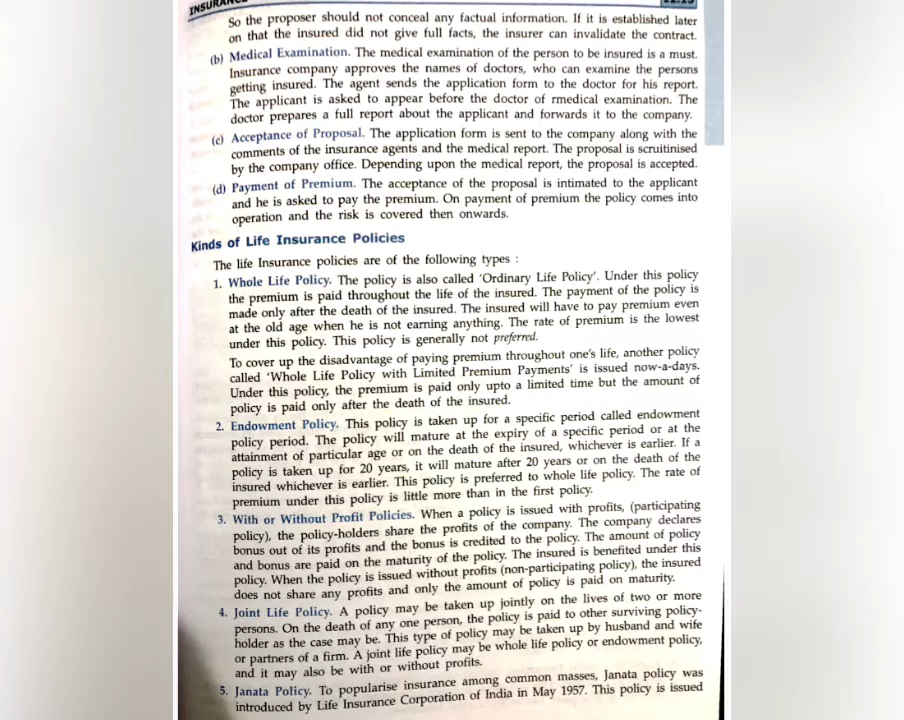 INSURANCE
So the proposer should not conceal any factual information. If it is established later
on that the insured did not give full facts, the insurer can invalidate the contract.
(b) Medical Examination. The medical examination of the person to be insured is a must.
Insurance company approves the names of doctors, who can examine the persons
getting insured. The agent sends the application form to the doctor for his report.
The applicant is asked to appear before the doctor of rmedical examination. The
doctor prepares a full report about the applicant and forwards it to the company.
(c) Acceptance of Proposal. The application form is sent to the company along with the
comments of the insurance agents and the medical report. The proposal is scruitinised
by the company office. Depending upon the medical report, the proposal is accepted.
(d) Payment of Premium. The acceptance of the proposal is intimated to the applicant
and he is asked to pay the premium. On payment of premium the policy comes into
operation and the risk is covered then onwards.
Kinds of Life Insurance Policies
The life Insurance policies are of the following types :
1. Whole Life Policy. The policy is also called 'Ordinary Life Policy'. Under this policy
the premium is paid throughout the life of the insured. The payment of the policy is
made only after the death of the insured. The insured will have to pay premium even
at the old age when he is not earning anything. The rate of premium is the lowest
under this policy. This policy is generally not preferred.
To cover up the disadvantage of paying premium throughout one's life, another policy
called 'Whole Life Policy with Limited Premium Payments' is issued now-a-days.
Under this policy, the premium is paid only upto a limited time but the amount of
policy is paid only after the death of the insured.
2. Endowment Policy. This policy is taken up for a specific period called endowment
policy period. The policy will mature at the expiry of a specific period or at the
attainment of particular age or on the death of the insured, whichever is earlier. If a
policy is taken up for 20 years, it will mature after 20 years or on the death of the
insured whichever is earlier. This policy is preferred to whole life policy. The rate of
premium under this policy is little more than in the first policy.
3. With or Without Profit Policies. When a policy is issued with profits, (participating
policy), the policy-holders share the profits of the company. The company declares
bonus out of its profits and the bonus is credited to the policy. The amount of policy
and bonus are paid on the maturity of the policy. The insured is benefited under this
policy. When the policy is issued without profits (non-participating policy), the insured
does not share any profits and only the amount of policy is paid on maturity.
4. Joint Life Policy. A policy may be taken up jointly on the lives of two or more
persons. On the death of any one person, the policy is paid to other surviving policy-
holder as the case may be. This type of policy may be taken up by husband and wife
or partners of a firm. A joint life policy may be whole life policy or endowment policy,
and it may also be with or without profits.
5. Janata Policy. To popularise insurance among common masses, Janata policy was
introduced by Life Insurance Corporation of India in May 1957. This policy is issued